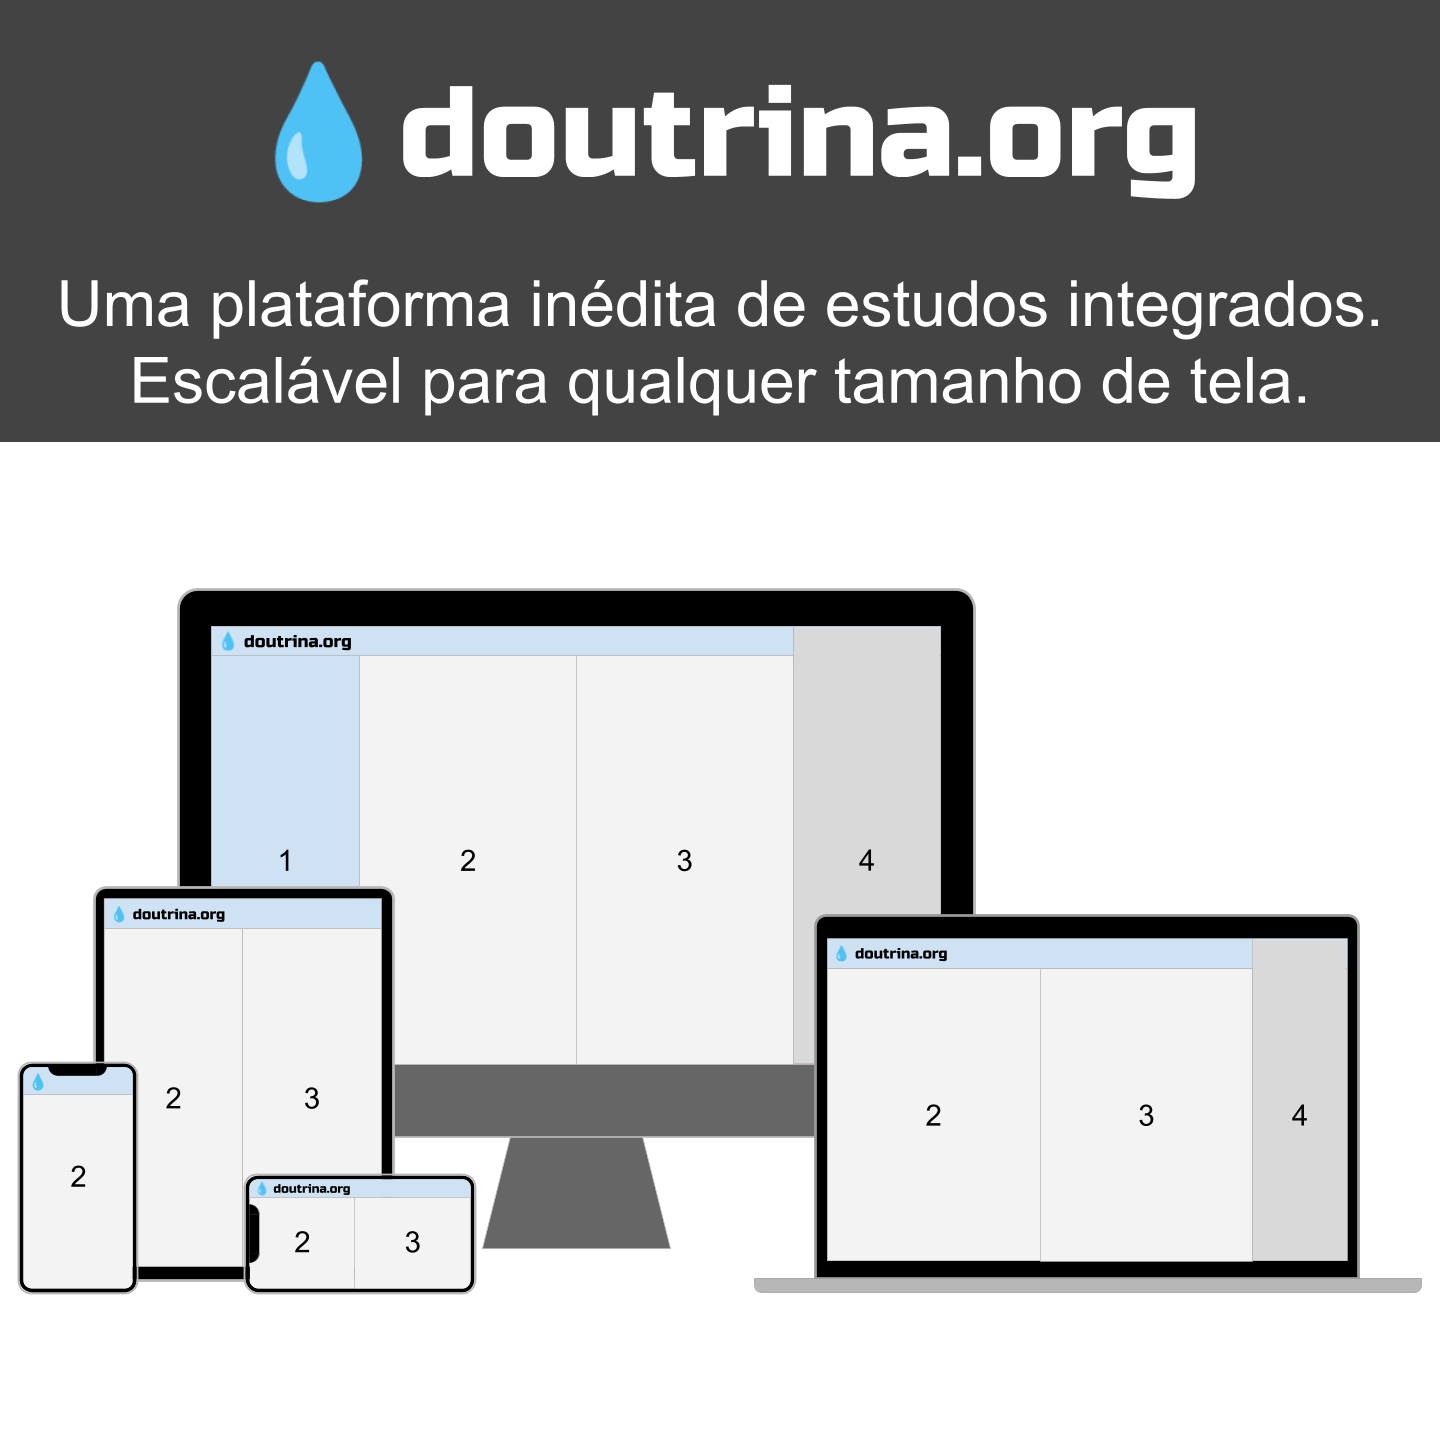 doutrina.org
Uma plataforma inédita de estudos integrados.
Escalável para qualquer tamanho de tela.
doutrina.org
1 2 3 4
doutrina.org
2 3
2
doutrina.org
2 3
doutrina.org
2 3 4